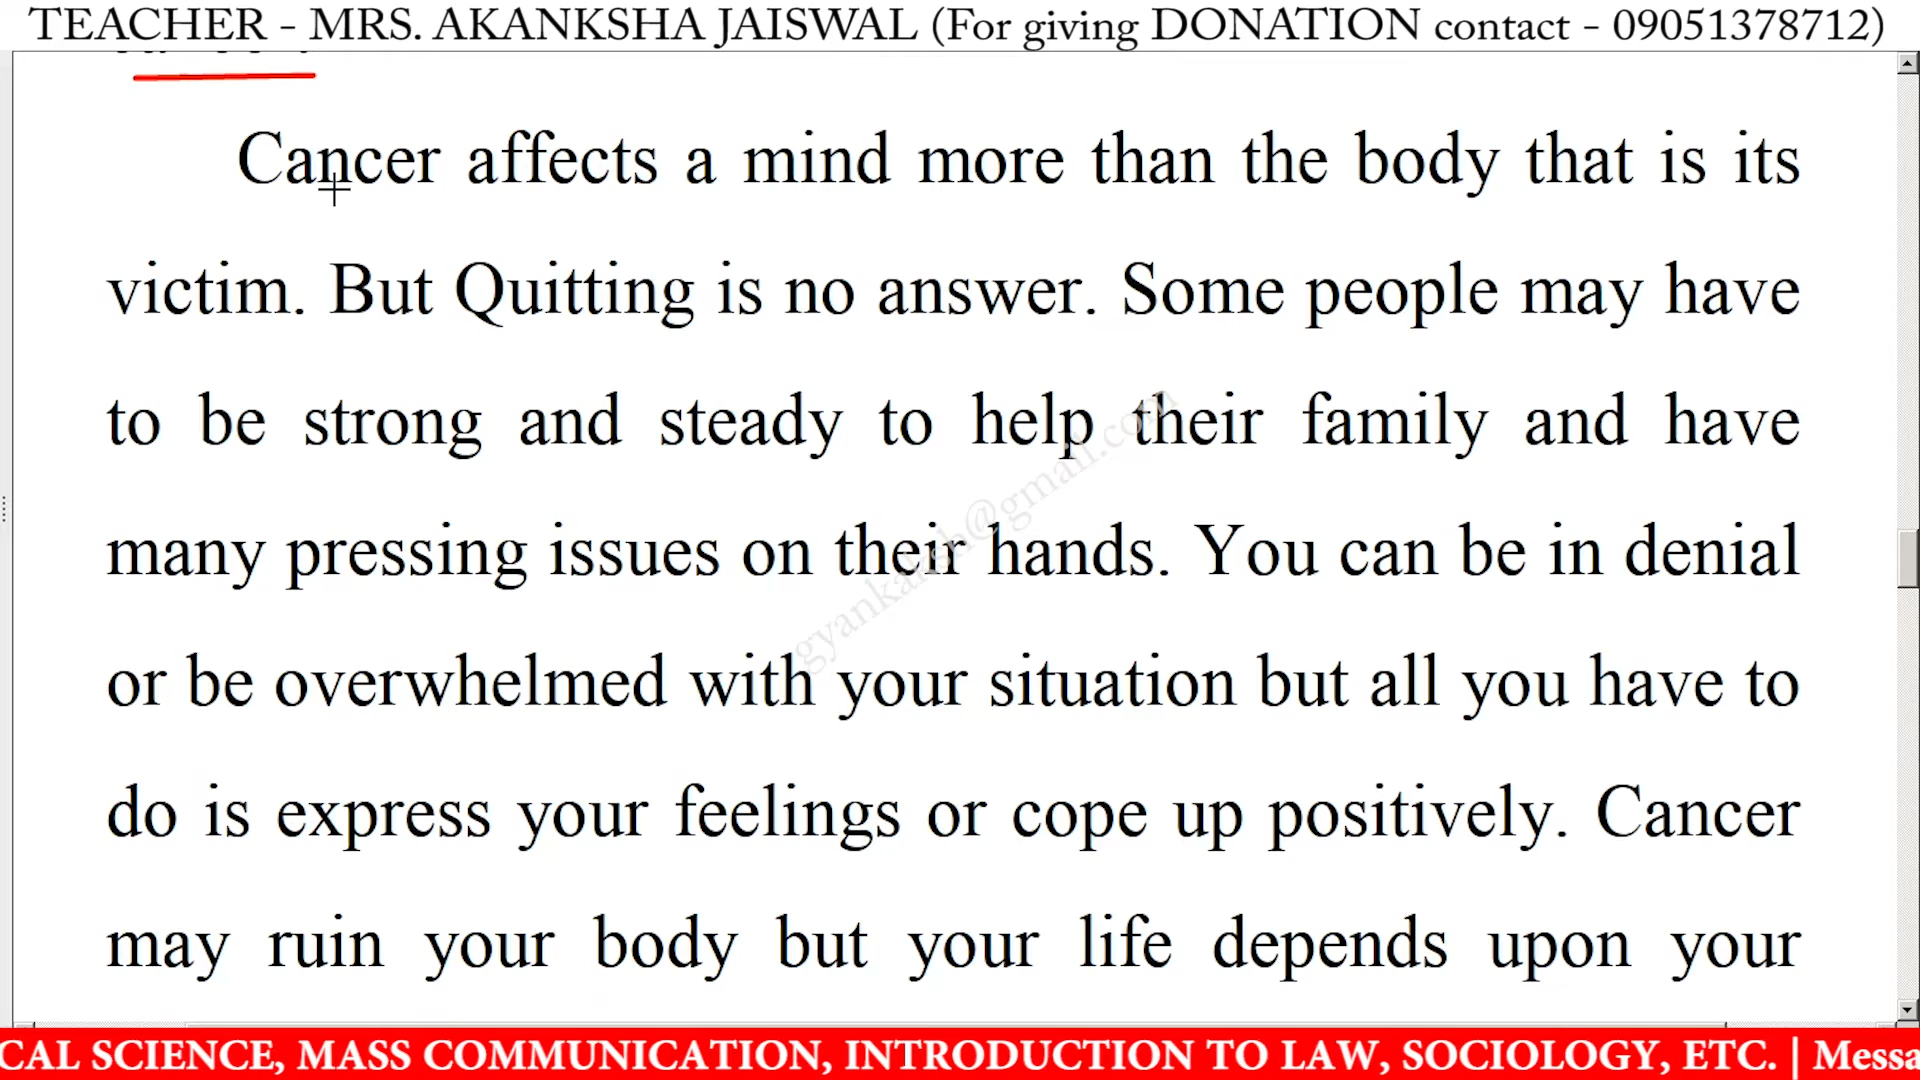 TEACHER - MRS. AKANKSHA JAISWAL (For giving DONATION contact - 09051378712)
Cancer affects a mind more than the body that is its
victim. But Quitting is no answer. Some people may have
to be strong and steady to help their family and have
many pressing issues on their hands. You can be in denial
or be overwhelmed with your situation but all you have to
do is express your feelings or cope up positively. Cancer
may ruin your body but your life depends upon your
gyankaksh@gmail.com
CAL SCIENCE, MASS COMMUNICATION, INTRODUCTION TO LAW, SOCIOLOGY, ETC. | Messa